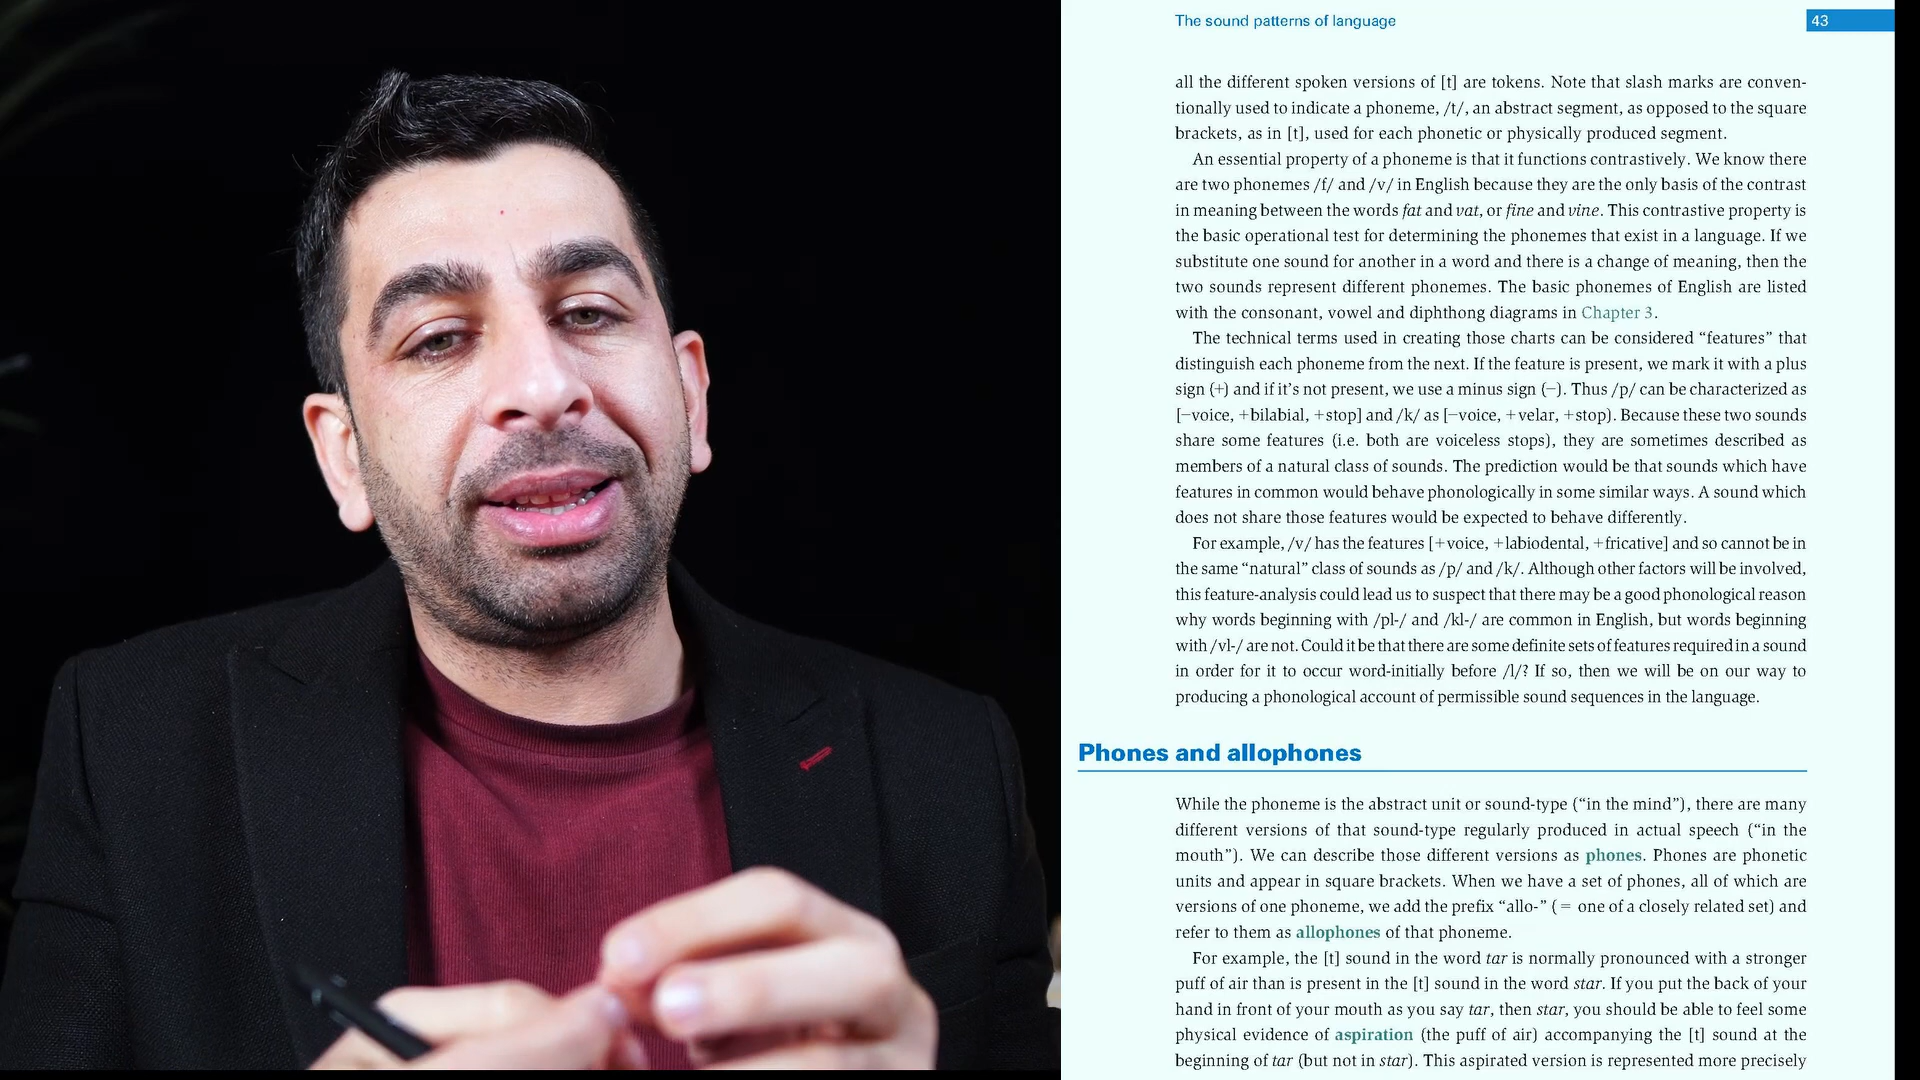 The sound patterns of language
43
all the different spoken versions of [t] are tokens. Note that slash marks are conven-
tionally used to indicate a phoneme, /t/, an abstract segment, as opposed to the square
brackets, as in [t], used for each phonetic or physically produced segment.
An essential property of a phoneme is that it functions contrastively. We know there
are two phonemes /f/ and /v/ in English because they are the only basis of the contrast
in meaning between the words fat and vat, or fine and vine. This contrastive property is
the basic operational test for determining the phonemes that exist in a language. If we
substitute one sound for another in a word and there is a change of meaning, then the
two sounds represent different phonemes. The basic phonemes of English are listed
with the consonant, vowel and diphthong diagrams in Chapter 3.
The technical terms used in creating those charts can be considered “features” that
distinguish each phoneme from the next. If the feature is present, we mark it with a plus
sign (+) and if it’s not present, we use a minus sign (−). Thus /p/ can be characterized as
[−voice, +bilabial, +stop] and /k/ as [−voice, +velar, +stop). Because these two sounds
share some features (i.e. both are voiceless stops), they are sometimes described as
members of a natural class of sounds. The prediction would be that sounds which have
features in common would behave phonologically in some similar ways. A sound which
does not share those features would be expected to behave differently.
For example, /v/ has the features [+voice, +labiodental, +fricative] and so cannot be in
the same “natural” class of sounds as /p/ and /k/. Although other factors will be involved,
this feature-analysis could lead us to suspect that there may be a good phonological reason
why words beginning with /pl-/ and /kl-/ are common in English, but words beginning
with /vl-/ are not. Could it be that there are some definite sets of features required in a sound
in order for it to occur word-initially before /l/? If so, then we will be on our way to
producing a phonological account of permissible sound sequences in the language.
Phones and allophones
While the phoneme is the abstract unit or sound-type (“in the mind”), there are many
different versions of that sound-type regularly produced in actual speech (“in the
mouth”). We can describe those different versions as phones. Phones are phonetic
units and appear in square brackets. When we have a set of phones, all of which are
versions of one phoneme, we add the prefix “allo-” (= one of a closely related set) and
refer to them as allophones of that phoneme.
For example, the [t] sound in the word tar is normally pronounced with a stronger
puff of air than is present in the [t] sound in the word star. If you put the back of your
hand in front of your mouth as you say tar, then star, you should be able to feel some
physical evidence of aspiration (the puff of air) accompanying the [t] sound at the
beginning of tar (but not in star). This aspirated version is represented more precisely